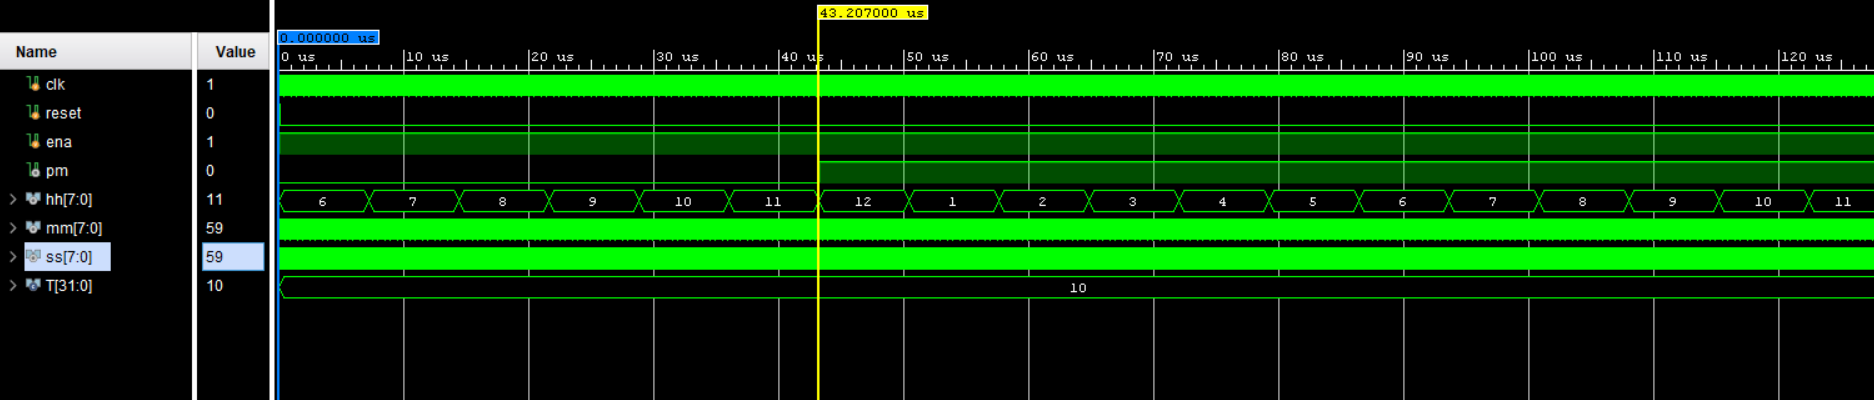 43.207000 us
0.000000 us
Name Value
0 us 10 us 20 us 30 us 40 us 50 us 60 us 70 us 80 us 90 us 100 us 110 us 120 us
clk 1
reset 0
ena 1
pm 0
hh[7:0] 11 6 7 8 9 10 11 12 1 2 3 4 5 6 7 8 9 10 11
mm[7:0] 59
ss[7:0] 59
T[31:0] 10 10